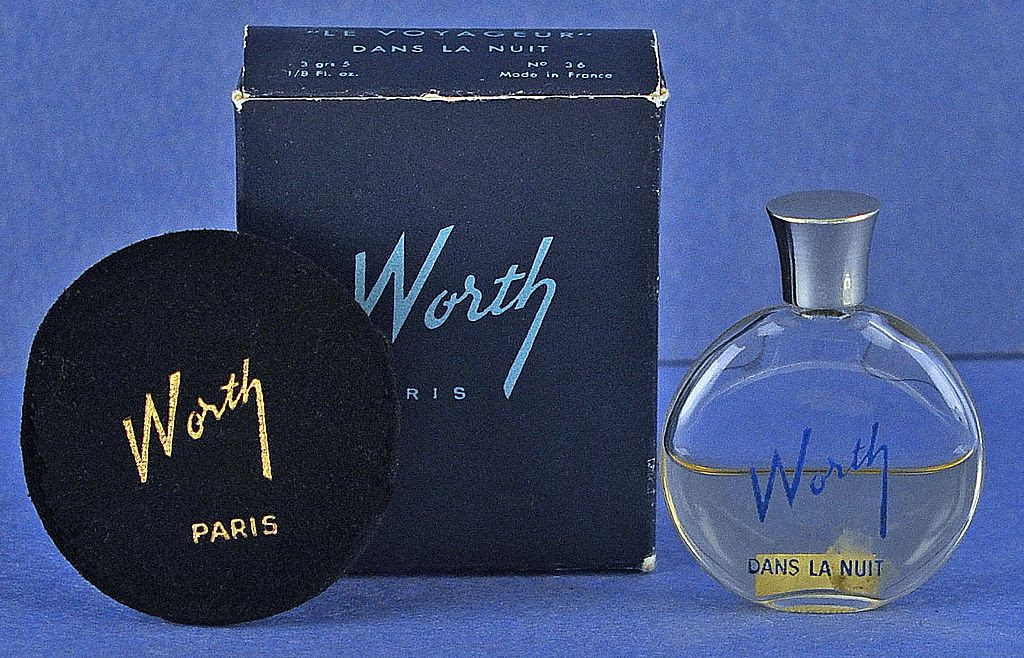 "LE VOYAGEUR"
DANS LA NUIT
3 grs 5
1/8 Fl. oz.
Nº 36
Made in France
Worth
RIS
Worth
PARIS
Worth
DANS LA NUIT